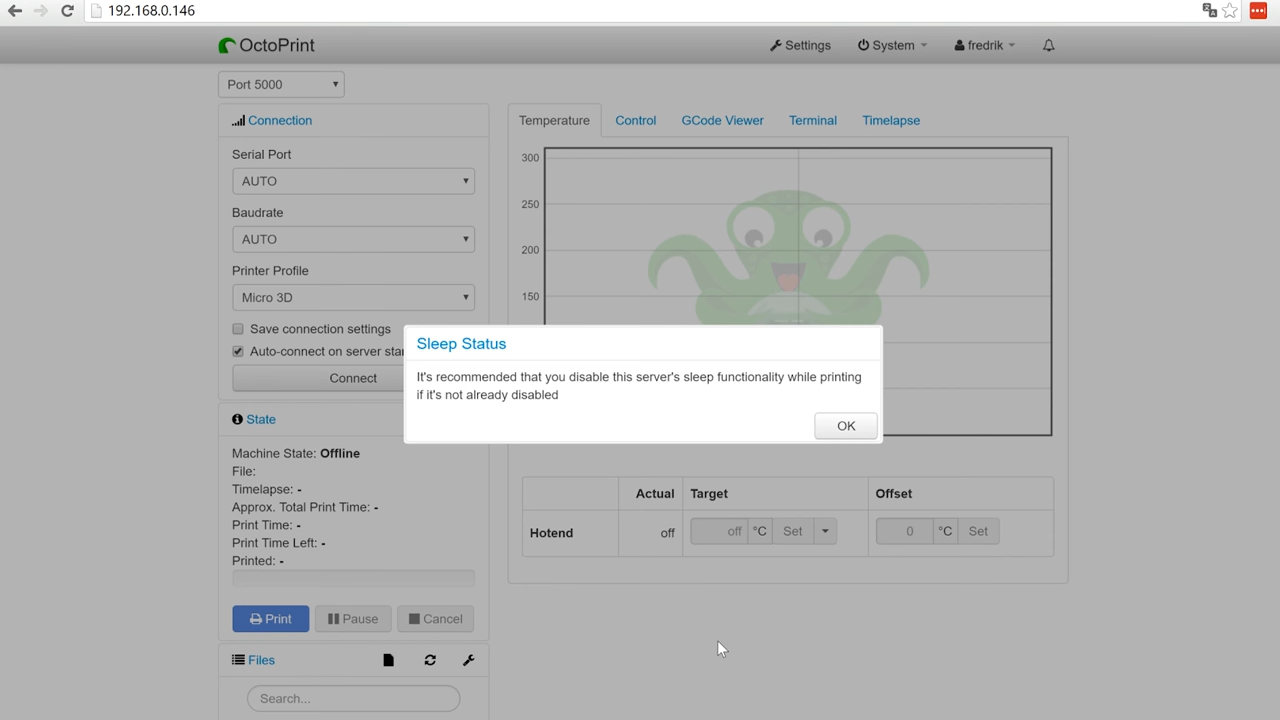 192.168.0.146
OctoPrint
Settings
System
fredrik
Port 5000
Connection
Serial Port
AUTO
Baudrate
AUTO
Printer Profile
Micro 3D
Save connection settings
Auto-connect on server star
Connect
State
Machine State: Offline
File:
Timelapse: -
Approx. Total Print Time: -
Print Time: -
Print Time Left: -
Printed: -
Print
Pause
Cancel
Files
Search...
Temperature
Control
GCode Viewer
Terminal
Timelapse
300
250
200
150
Sleep Status
It's recommended that you disable this server's sleep functionality while printing
if it's not already disabled
OK
Actual
Target
Offset
Hotend
off
off
°C
Set
0
°C
Set